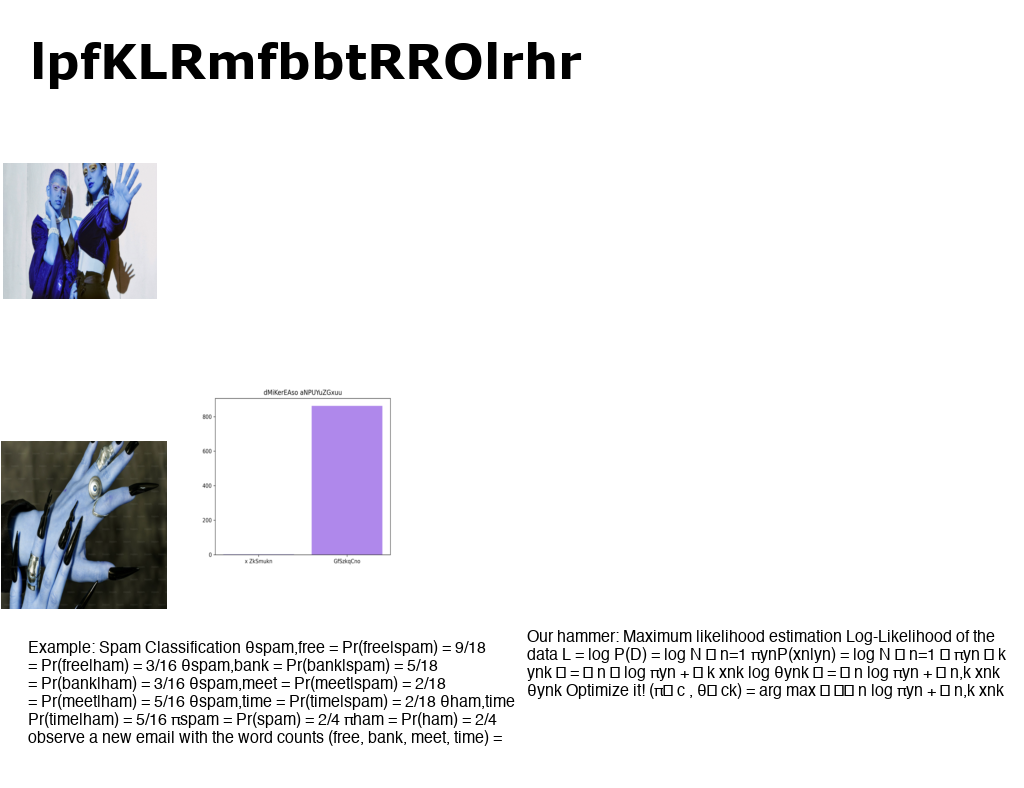 lpfKLRmfbbtRROlrhr
dMiKerEAso aNPUYuZGxuu
800
600
400
200
0
x Zk5mukn
GfSzkqCno
Example: Spam Classification θspam,free = Pr(free|spam) = 9/18
= Pr(free|ham) = 3/16 θspam,bank = Pr(bank|spam) = 5/18
= Pr(bank|ham) = 3/16 θspam,meet = Pr(meet|spam) = 2/18
= Pr(meet|ham) = 5/16 θspam,time = Pr(time|spam) = 2/18 θham,time
Pr(time|ham) = 5/16 πspam = Pr(spam) = 2/4 πham = Pr(ham) = 2/4
observe a new email with the word counts (free, bank, meet, time) =
Our hammer: Maximum likelihood estimation Log-Likelihood of the
data L = log P(D) = log N □ n=1 πynP(xn|yn) = log N □ n=1 □ πyn □ k
ynk □ = □ n □ log πyn + □ k xnk log θynk □ = □ n log πyn + □ n,k xnk
θynk Optimize it! (π□ c , θ□ ck) = arg max □ □□ n log πyn + □ n,k xnk